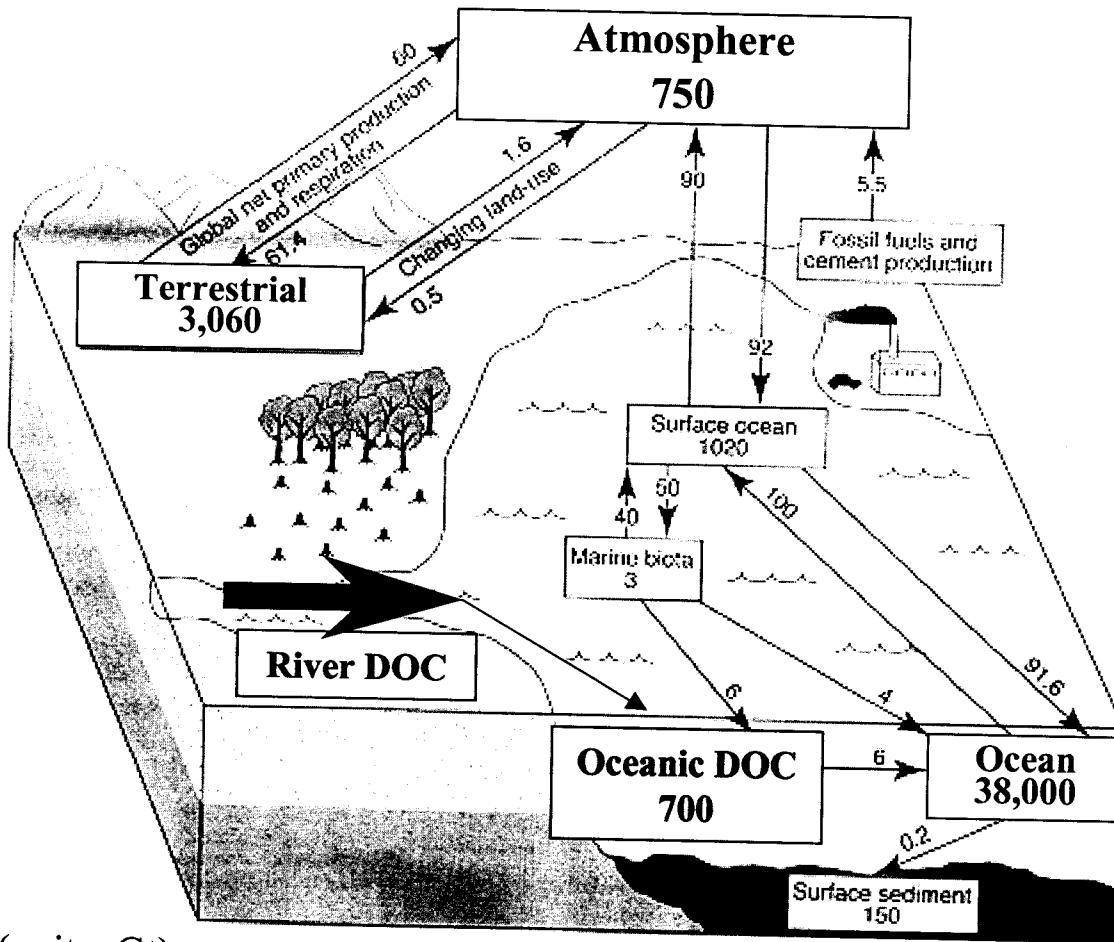 Atmosphere
750
60
Global net primary production
and respiration
61.4
1.6
Changing land-use
0.5
90
5.5
Fossil fuels and
cement production
Terrestrial
3,060
92
Surface ocean
1020
40
50
100
Marine biota
3
River DOC
6
4
91.6
Oceanic DOC
700
6
Ocean
38,000
0.2
Surface sediment
150